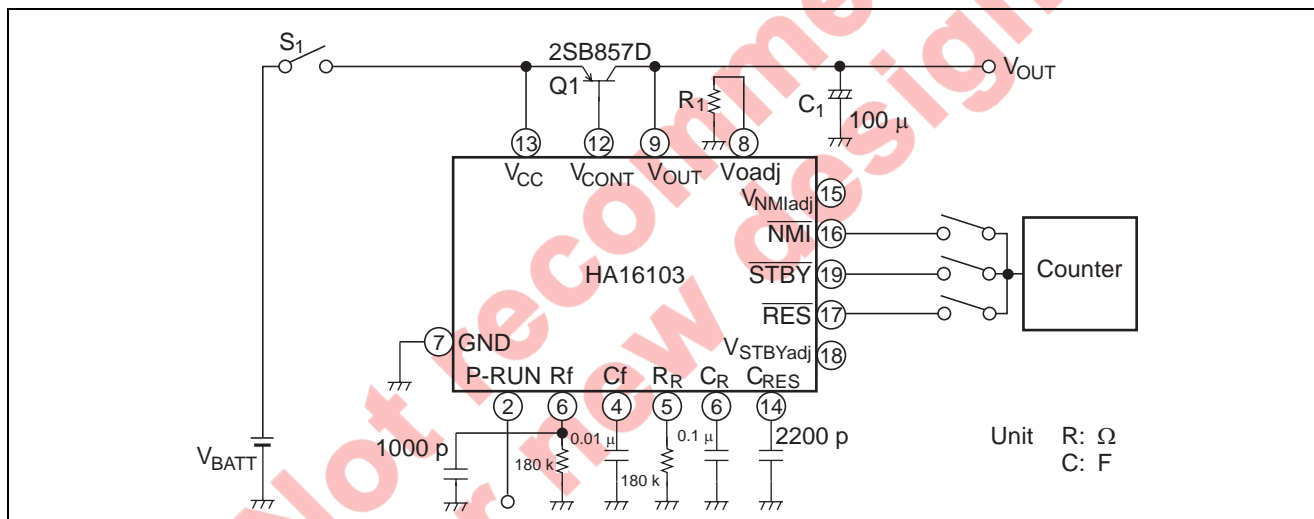 Not recommen
for new design
S1
2SB857D
Q1
VOUT
R1
C1
100 μ
13
12
9
8
VCC
VCONT
VOUT
Voadj
VNMIadj
15
NMI
16
HA16103
STBY
19
Counter
RES
17
7
GND
VSTBYadj
18
P-RUN
Rf
Cf
RR
CR
CRES
2
6
4
5
6
14
1000 p
0.01 μ
0.1 μ
2200 p
180 k
180 k
VBATT
Unit R: Ω
C: F